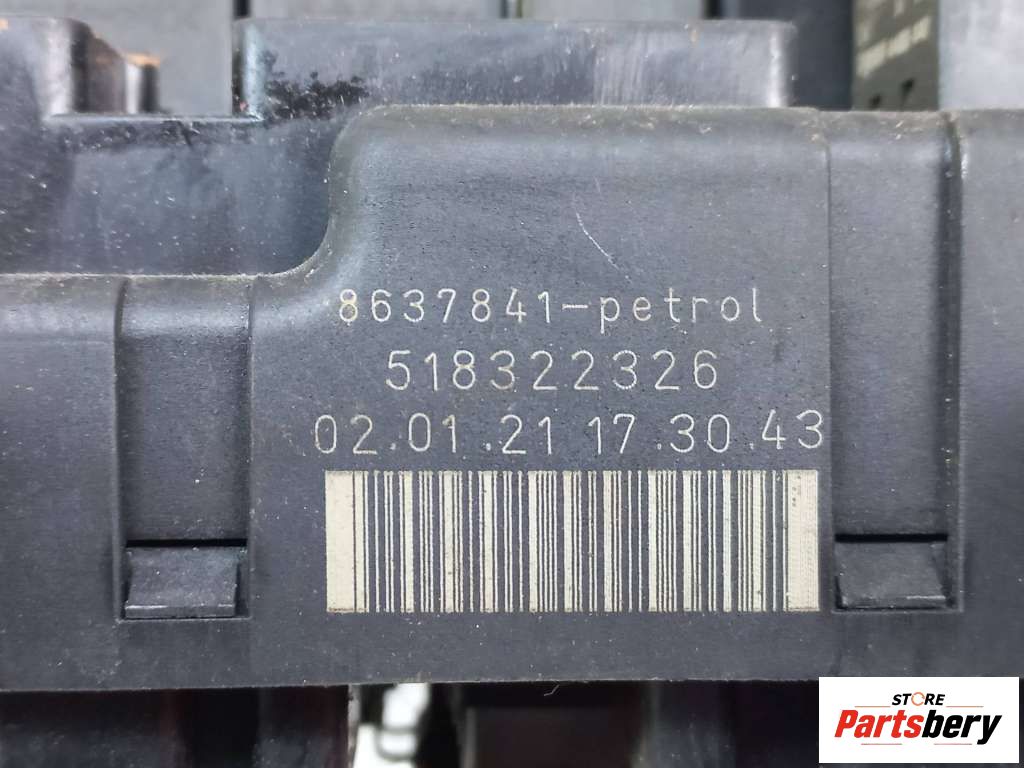 8637841-petrol
518322326
02.01.21 17.30.43
STORE
Partsbery